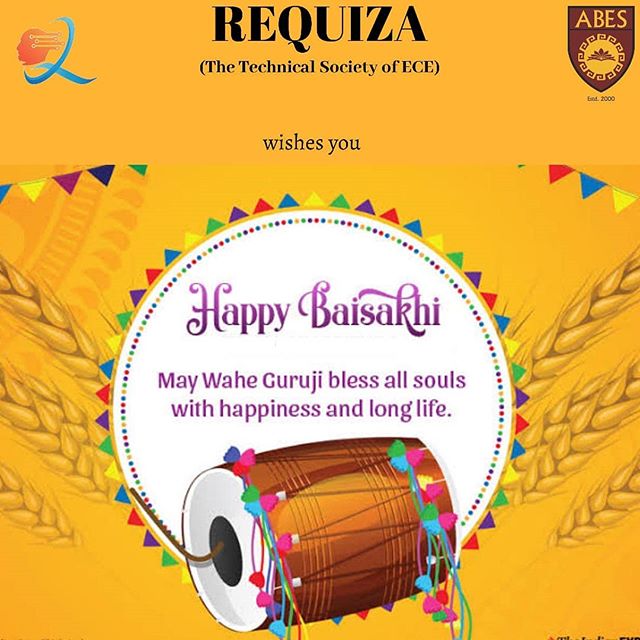 REQUIZA
(The Technical Society of ECE)
ABES
Estd. 2000
wishes you
Happy Baisakhi
May Wahe Guruji bless all souls
with happiness and long life.